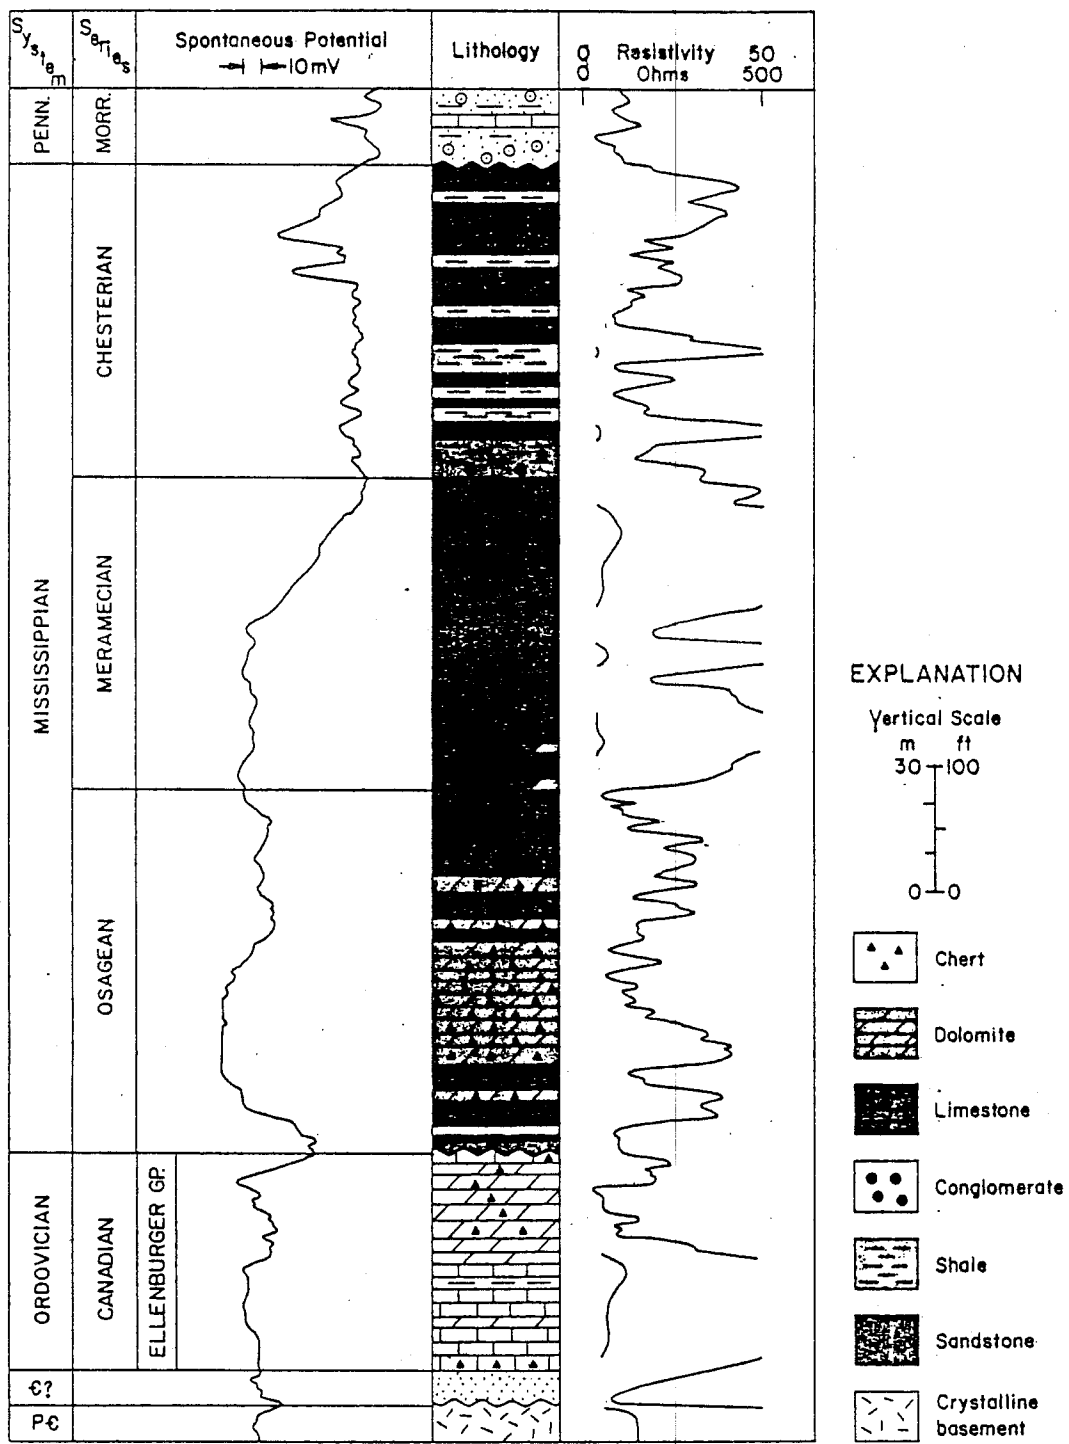 System
Series
Spontaneous Potential
10mV
Lithology
0 Resistivity 50
0 Ohms 500
PENN.
MORR.
MISSISSIPPIAN
CHESTERIAN
MERAMECIAN
OSAGEAN
ORDOVICIAN
CANADIAN
ELLENBURGER GP.
Є?
PЄ
EXPLANATION
Vertical Scale
m ft
30 100
0 0
Chert
Dolomite
Limestone
Conglomerate
Shale
Sandstone
Crystalline
basement